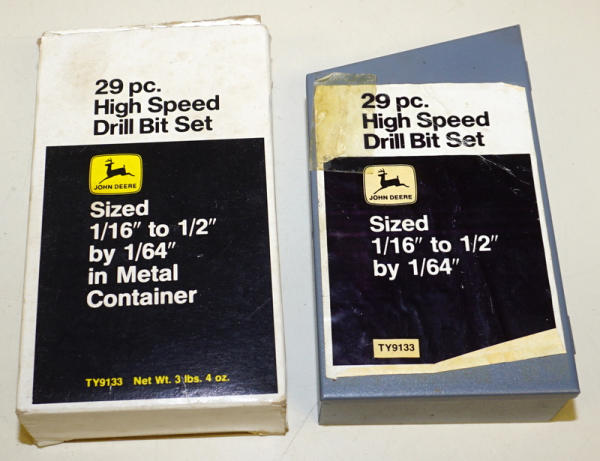 29 pc.
High Speed
Drill Bit Set
JOHN DEERE
Sized
1/16" to 1/2"
by 1/64"
in Metal
Container
TY9133 Net Wt. 3 lbs. 4 oz.
29 pc.
High Speed
Drill Bit Set
JOHN DEERE
Sized
1/16" to 1/2"
by 1/64"
TY9133